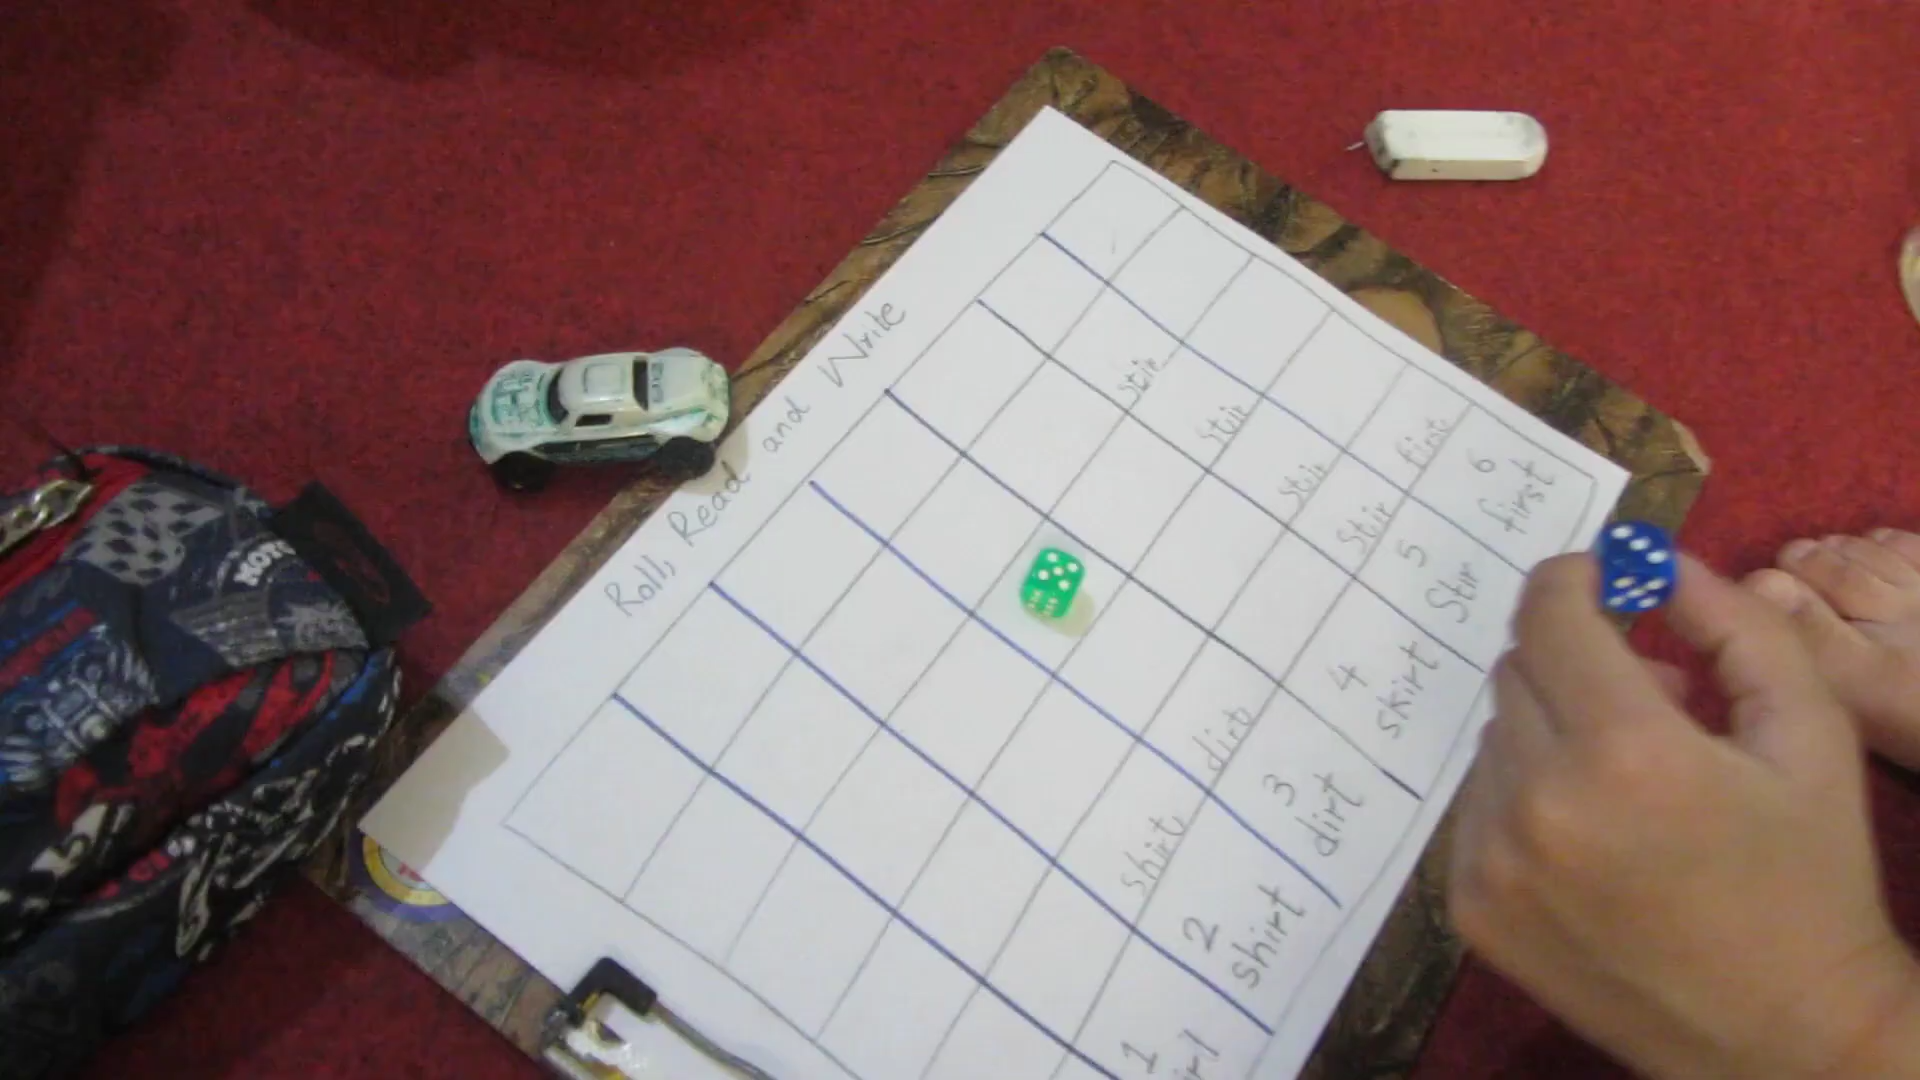 Roll, Read and Write
stir
stir
stir
stir
first
dirt
shirt
1
2
shirt
3
dirt
4
skirt
5
Stir
6
first
MOTO